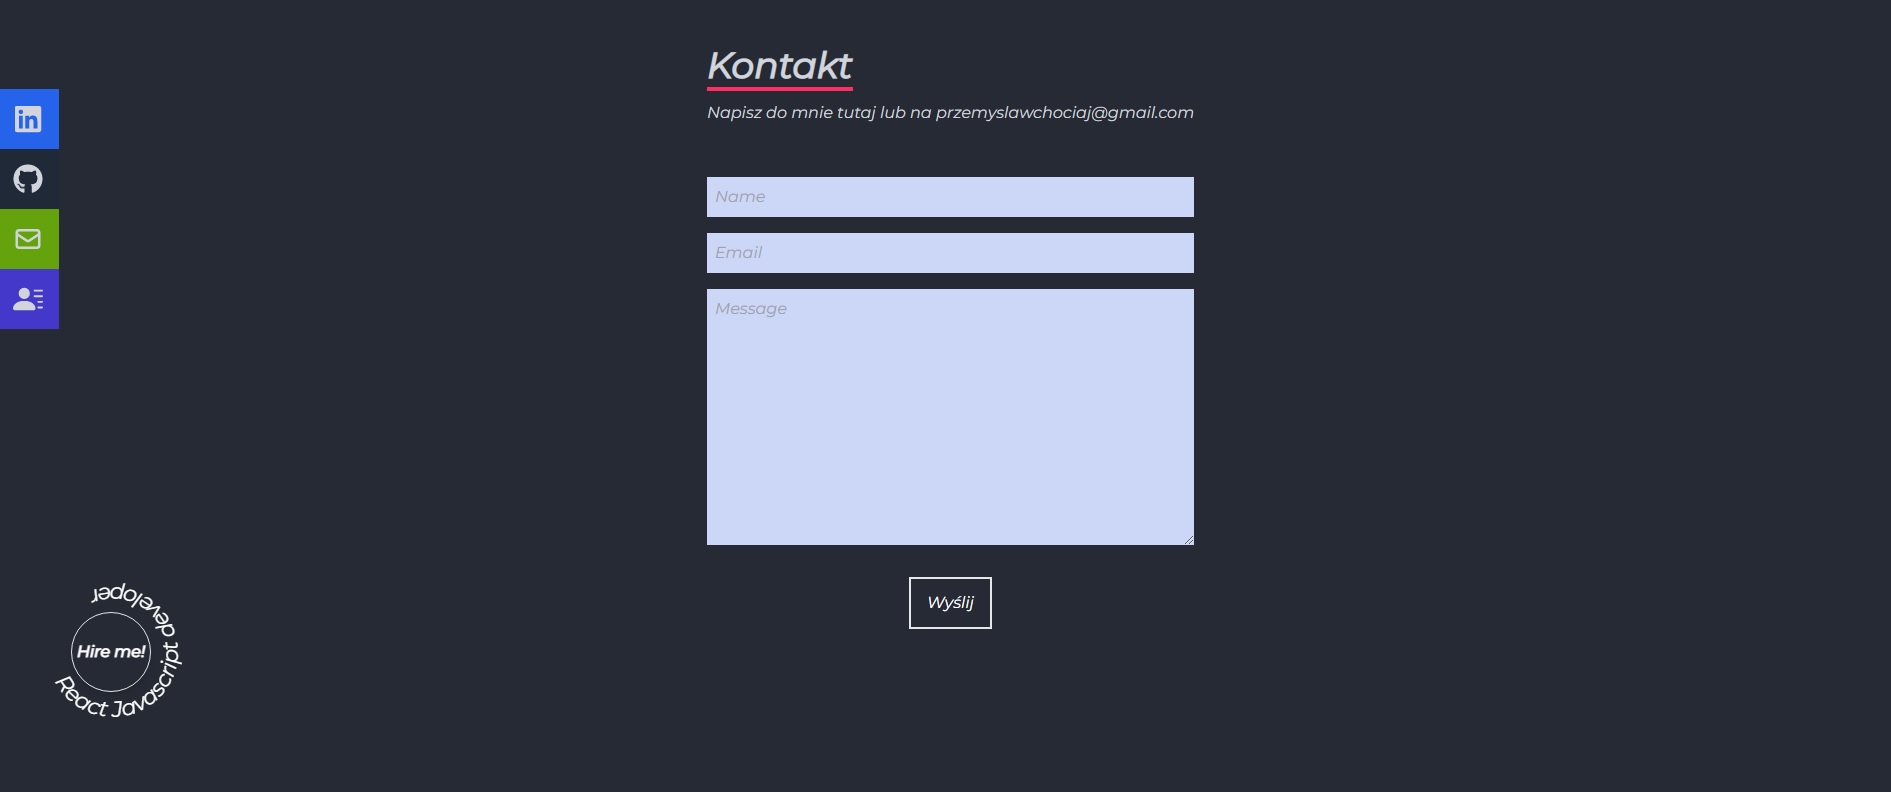 Kontakt
Napisz do mnie tutaj lub na przemyslawchociaj@gmail.com
in
Name
Email
Message
Wyślij
Hire me!
React Javascript developer